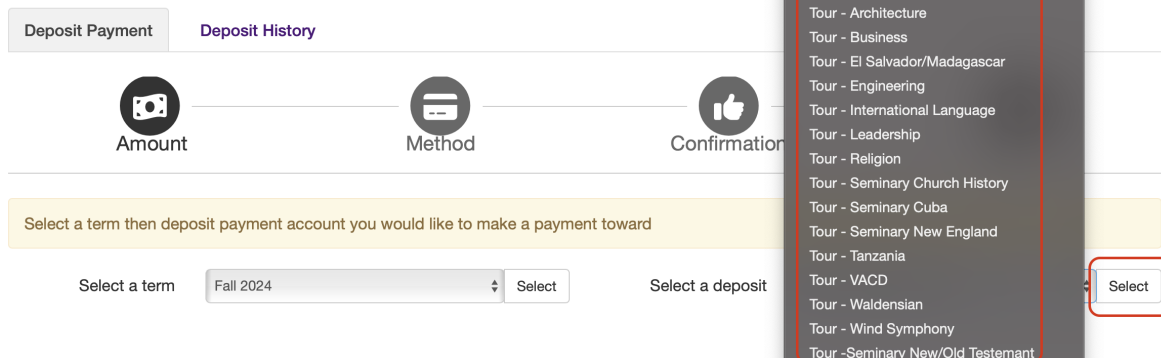 Deposit Payment
Deposit History
Amount
Method
Confirmation
Select a term then deposit payment account you would like to make a payment toward
Select a term
Fall 2024
Select
Select a deposit
Select
Tour - Architecture
Tour - Business
Tour - El Salvador/Madagascar
Tour - Engineering
Tour - International Language
Tour - Leadership
Tour - Religion
Tour - Seminary Church History
Tour - Seminary Cuba
Tour - Seminary New England
Tour - Tanzania
Tour - VACD
Tour - Waldensian
Tour - Wind Symphony
Tour -Seminary New/Old Testemant